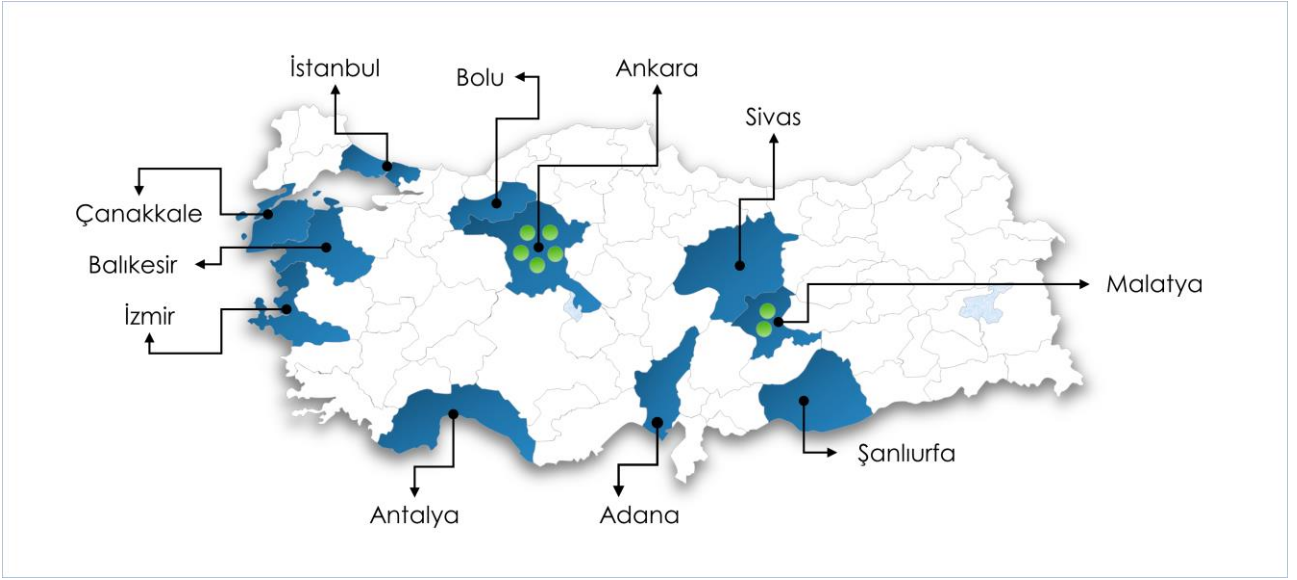 İstanbul
Bolu
Ankara
Sivas
Çanakkale
Balıkesir
İzmir
Malatya
Şanlıurfa
Antalya
Adana